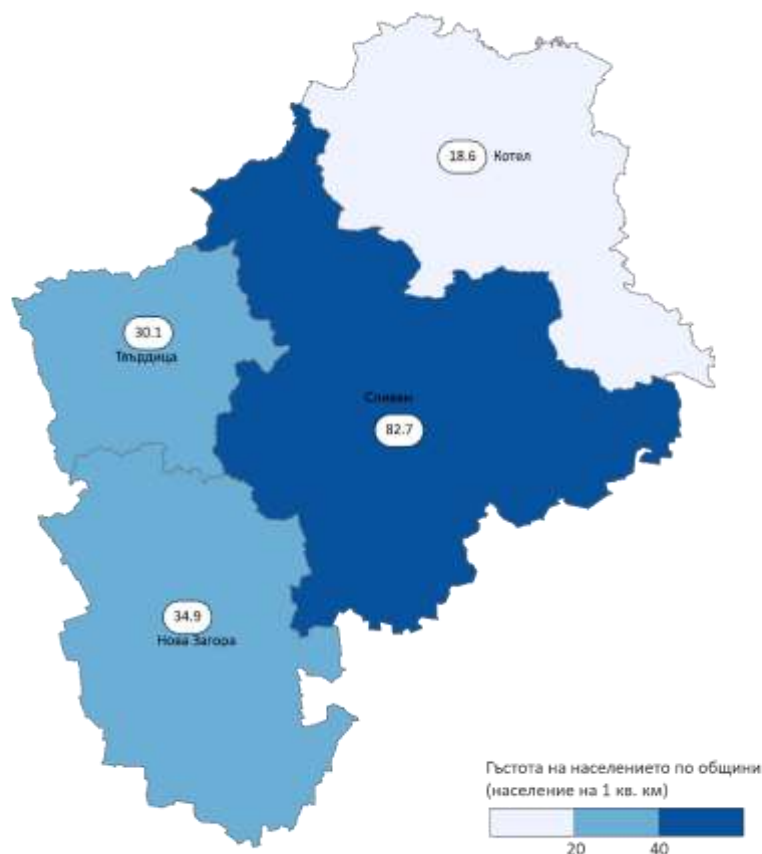 18.6 Котел
30.1
Твърдица
Сливен
82.7
34.9
Нова Загора
Гъстота на населението по общини
(население на 1 кв. км)
20 40